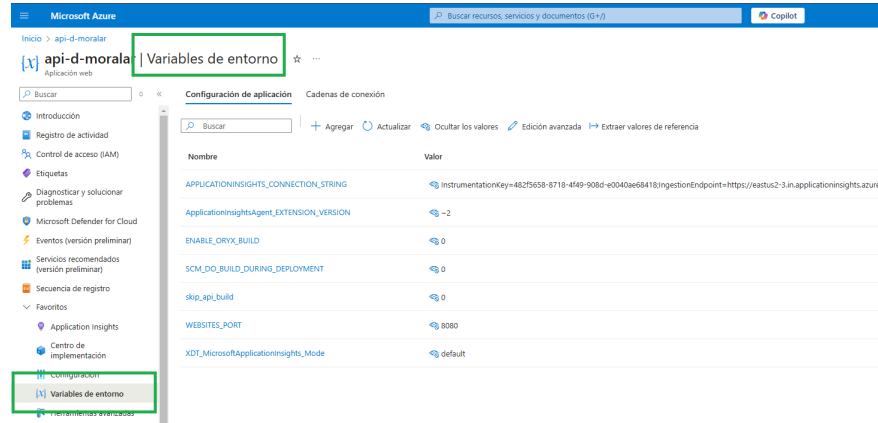 Microsoft Azure
Buscar recursos, servicios y documentos (G+/)
Copilot
Inicio > api-d-moralar
api-d-moralar | Variables de entorno
Aplicación web
Buscar
Introducción
Registro de actividad
Control de acceso (IAM)
Etiquetas
Diagnosticar y solucionar
problemas
Microsoft Defender for Cloud
Eventos (versión preliminar)
Servicios recomendados
(versión preliminar)
Secuencia de registro
Favoritos
Application Insights
Centro de
implementación
Configuración
Variables de entorno
Herramientas avanzadas
Configuración de aplicación Cadenas de conexión
Buscar
Agregar Actualizar Ocultar los valores Edición avanzada Extraer valores de referencia
Nombre Valor
APPLICATIONINSIGHTS_CONNECTION_STRING InstrumentationKey=482f5658-8718-4f49-908d-e0040ae68418;IngestionEndpoint=https://eastus2-3.in.applicationinsights.azure
ApplicationInsightsAgent_EXTENSION_VERSION ~2
ENABLE_ORYX_BUILD 0
SCM_DO_BUILD_DURING_DEPLOYMENT 0
skip_api_build 0
WEBSITES_PORT 8080
XDT_MicrosoftApplicationInsights_Mode default